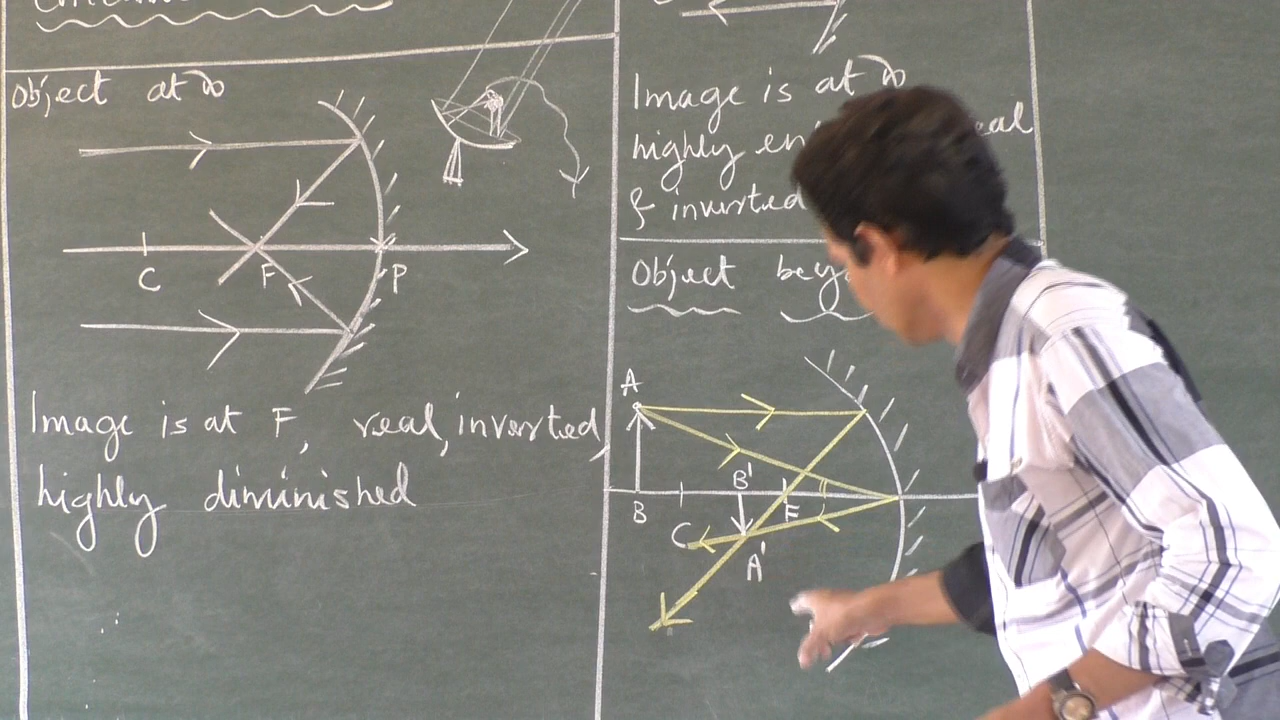 Object at ∞
C
F
P
Image is at F, real, inverted,
highly diminished
Image is at ∞
highly
& inverted
Object
A
B'
B
F
C
A'